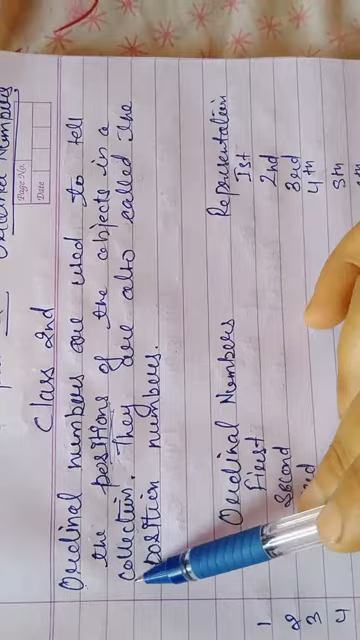 Ordinal Numbers
Page No.
Date
Class 2nd
Ordinal numbers are used to tell
the positions of the objects in a
collection. They are also called the
position numbers.
Ordinal Numbers Representation
1 First 1st
2 Second 2nd
3 3rd
4 4th
5th